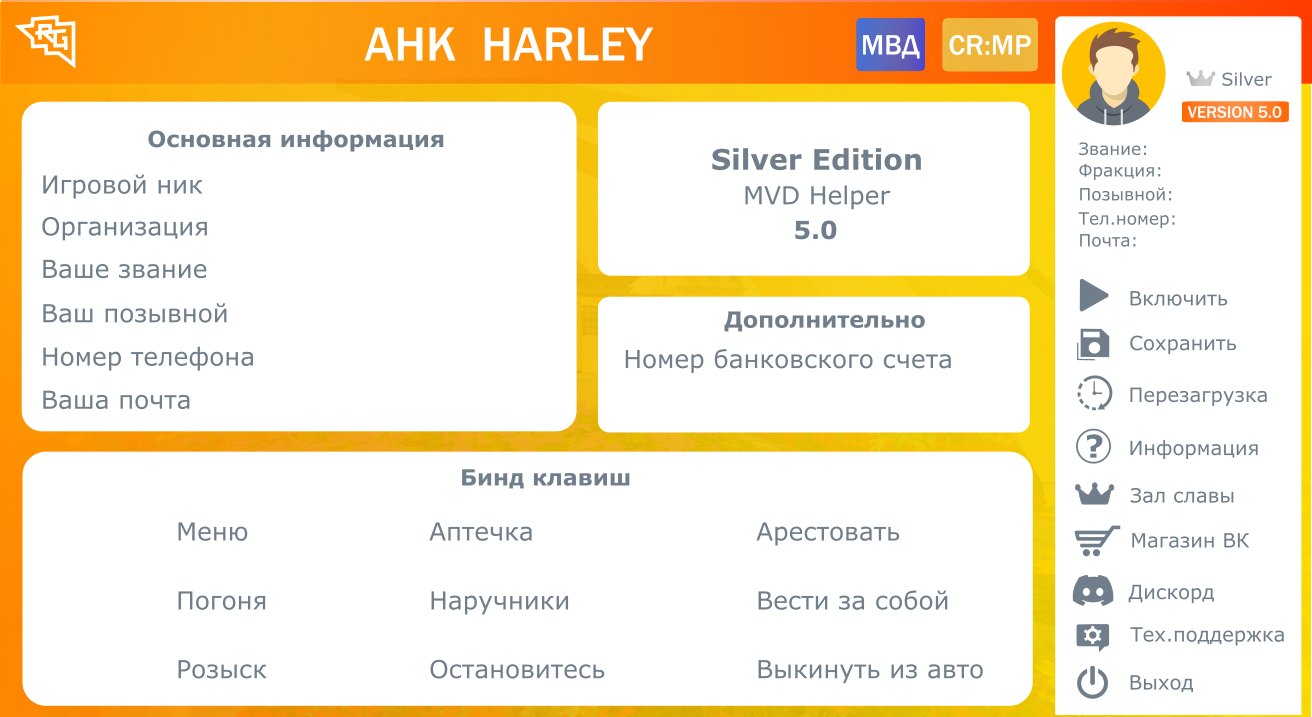 RG
АНК HARLEY
МВД
CR:MP
Silver
VERSION 5.0
Звание:
Фракция:
Позывной:
Тел.номер:
Почта:
Основная информация
Игровой ник
Организация
Ваше звание
Ваш позывной
Номер телефона
Ваша почта
Silver Edition
MVD Helper
5.0
Дополнительно
Номер банковского счета
Бинд клавиш
Меню
Аптечка
Арестовать
Погоня
Наручники
Вести за собой
Розыск
Остановитесь
Выкинуть из авто
Включить
Сохранить
Перезагрузка
Информация
Зал славы
Магазин ВК
Дискорд
Тех.поддержка
Выход